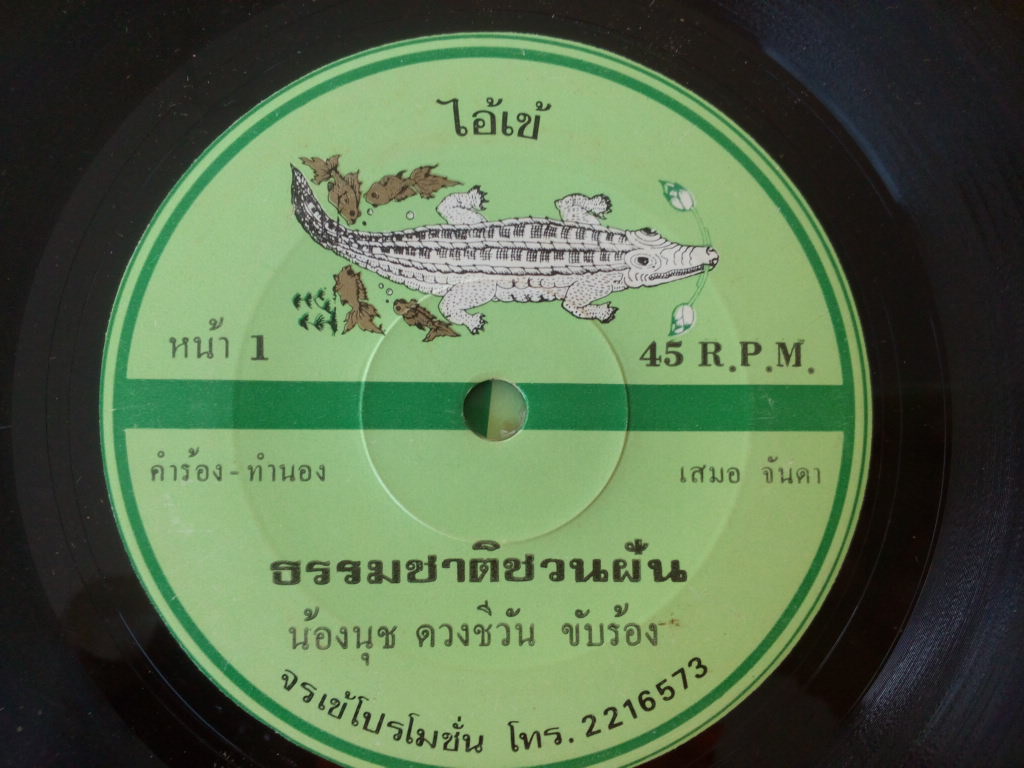 ไอ้เข้
หน้า 1
45 R.P.M.
คำร้อง - ทำนอง
เสมอ จันดา
ธรรมชาติชวนฝัน
น้องนุช ดวงชีวัน ขับร้อง
จรเข้โปรโมชั่น โทร. 2216573